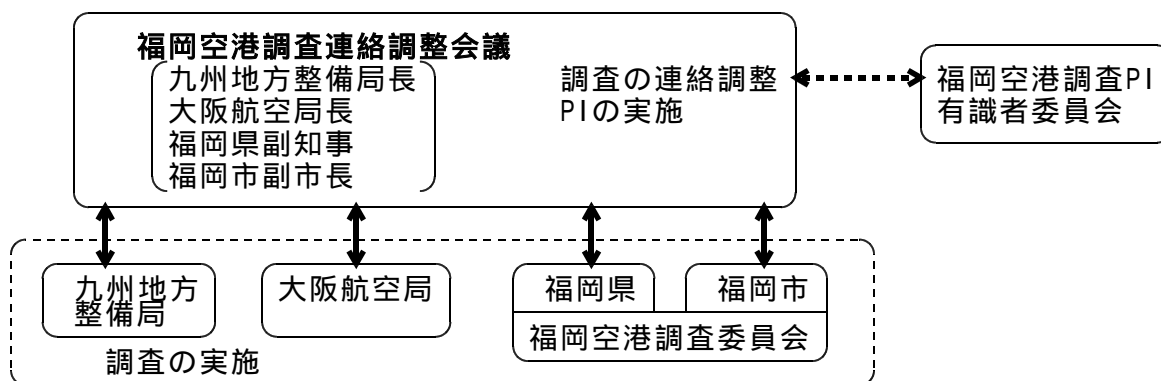 福岡空港調査連絡調整会議
九州地方整備局長
大阪航空局長
福岡県副知事
福岡市副市長
調査の連絡調整
PIの実施
福岡空港調査PI
有識者委員会
九州地方
整備局
大阪航空局
福岡県
福岡市
福岡空港調査委員会
調査の実施